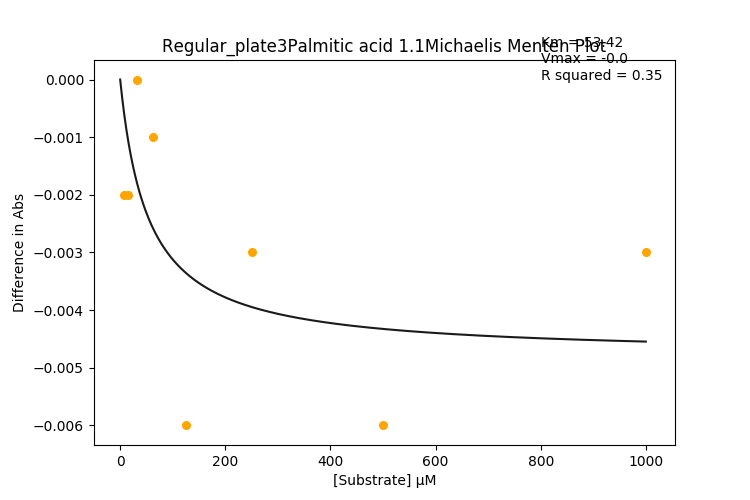 Regular_plate3Palmitic acid 1.1Michaelis Menten Plot
Km = 53.42
Vmax = -0.0
R squared = 0.35
0.000
−0.001
−0.002
−0.003
−0.004
−0.005
−0.006
Difference in Abs
0
200
400
600
800
1000
[Substrate] μM